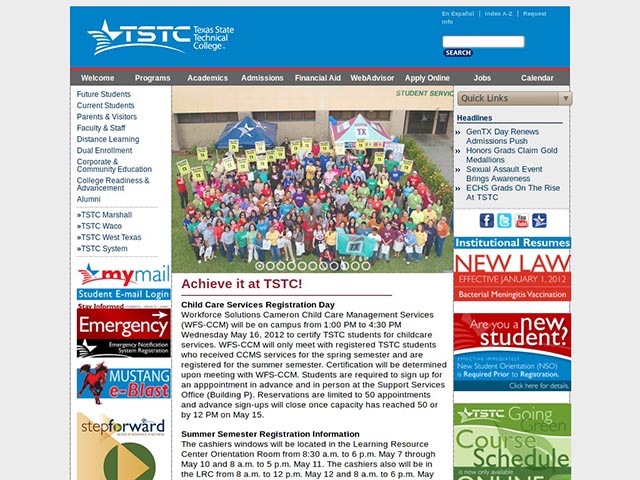 TSTC Texas State
Technical
College
En Español | Index A-Z | Request
Info
SEARCH
Welcome Programs Academics Admissions Financial Aid WebAdvisor Apply Online Jobs Calendar
Future Students
Current Students
Parents & Visitors
Faculty & Staff
Distance Learning
Dual Enrollment
Corporate &
Community Education
College Readiness &
Advancement
Alumni
»TSTC Marshall
»TSTC Waco
»TSTC West Texas
»TSTC System
mymail
Student E-mail Login
Stay Informed
Emergency
Emergency Notification
System Registration
MUSTANG
e-Blast
stepforward
STUDENT SERVIC
TX
Achieve it at TSTC!
Child Care Services Registration Day
Workforce Solutions Cameron Child Care Management Services
(WFS-CCM) will be on campus from 1:00 PM to 4:30 PM
Wednesday May 16, 2012 to certify TSTC students for childcare
services. WFS-CCM will only meet with registered TSTC students
who received CCMS services for the spring semester and are
registered for the summer semester. Certification will be determined
upon meeting with WFS-CCM. Students are required to sign up for
an apppointment in advance and in person at the Support Services
Office (Building P). Reservations are limited to 50 appointments
and advance sign-ups will close once capacity has reached 50 or
by 12 PM on May 15.
Summer Semester Registration Information
The cashiers windows will be located in the Learning Resource
Center Orientation Room from 8:30 a.m. to 6 p.m. May 7 through
May 10 and 8 a.m. to 5 p.m. May 11. The cashiers also will be in
the LRC from 8 a.m. to 12 p.m. May 12 and 8 a.m. to 6 p.m. May
Quick Links
Headlines
GenTX Day Renews
Admissions Push
Honors Grads Claim Gold
Medallions
Sexual Assault Event
Brings Awareness
ECHS Grads On The Rise
At TSTC
You
Institutional Resumes
NEW LAW
EFFECTIVE JANUARY 1, 2012
Bacterial Meningitis Vaccination
Are you a new
student?
EFFECTIVE IMMEDIATELY
New Student Orientation (NSO)
is Required Prior to Registration.
Click here for details.
TSTC Going
Green
Course
Schedule
is now only available
ONLINE